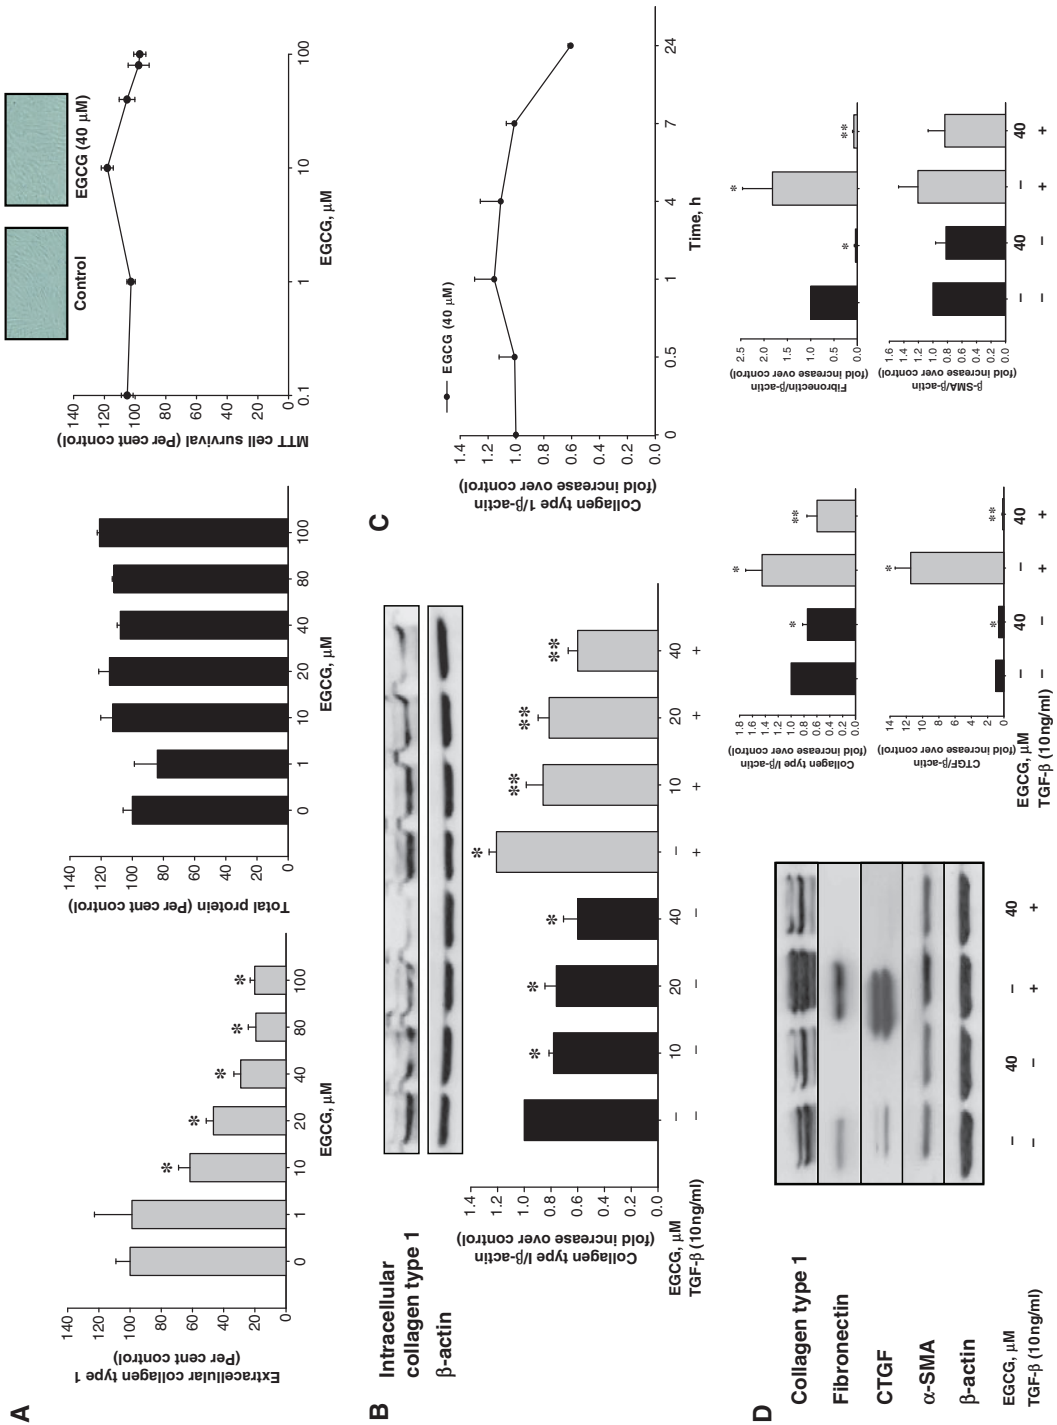 A
Extracellular collagen type 1
(Per cent control)
140
120
100
80
60
40
20
0
* * * * *
0 1 10 20 40 80 100
EGCG, μM
Total protein (Per cent control)
140
120
100
80
60
40
20
0
0 1 10 20 40 80 100
EGCG, μM
Control
EGCG (40 μM)
MTT cell survival (Per cent control)
140
120
100
80
60
40
20
0
0.1 1 10 100
EGCG, μM
B
Intracellular
collagen type 1
β-actin
Collagen type I/β-actin
(fold increase over control)
1.4
1.2
1.0
0.8
0.6
0.4
0.2
0.0
* * * * ** ** **
EGCG, μM – 10 20 40 – 10 20 40
TGF-β (10ng/ml) – – – – + + + +
C
Collagen type 1/β-actin
(fold increase over control)
EGCG (40 μM)
1.4
1.2
1.0
0.8
0.6
0.4
0.2
0.0
0 0.5 1 4 7 24
Time, h
D
Collagen type 1
Fibronectin
CTGF
α-SMA
β-actin
EGCG, μM – 40 – 40
TGF-β (10ng/ml) – – + +
Collagen type I/β-actin
(fold increase over control)
1.8
1.6
1.4
1.2
1.0
0.8
0.6
0.4
0.2
0.0
* * **
CTGF/β-actin
(fold increase over control)
14
12
10
8
6
4
2
0
* * **
EGCG, μM – 40 – 40
TGF-β (10ng/ml) – – + +
Fibronectin/β-actin
(fold increase over control)
2.5
2.0
1.5
1.0
0.5
0.0
* * **
β-SMA/β-actin
(fold increase over control)
1.6
1.4
1.2
1.0
0.8
0.6
0.4
0.2
0.0
– 40 – 40
– – + +